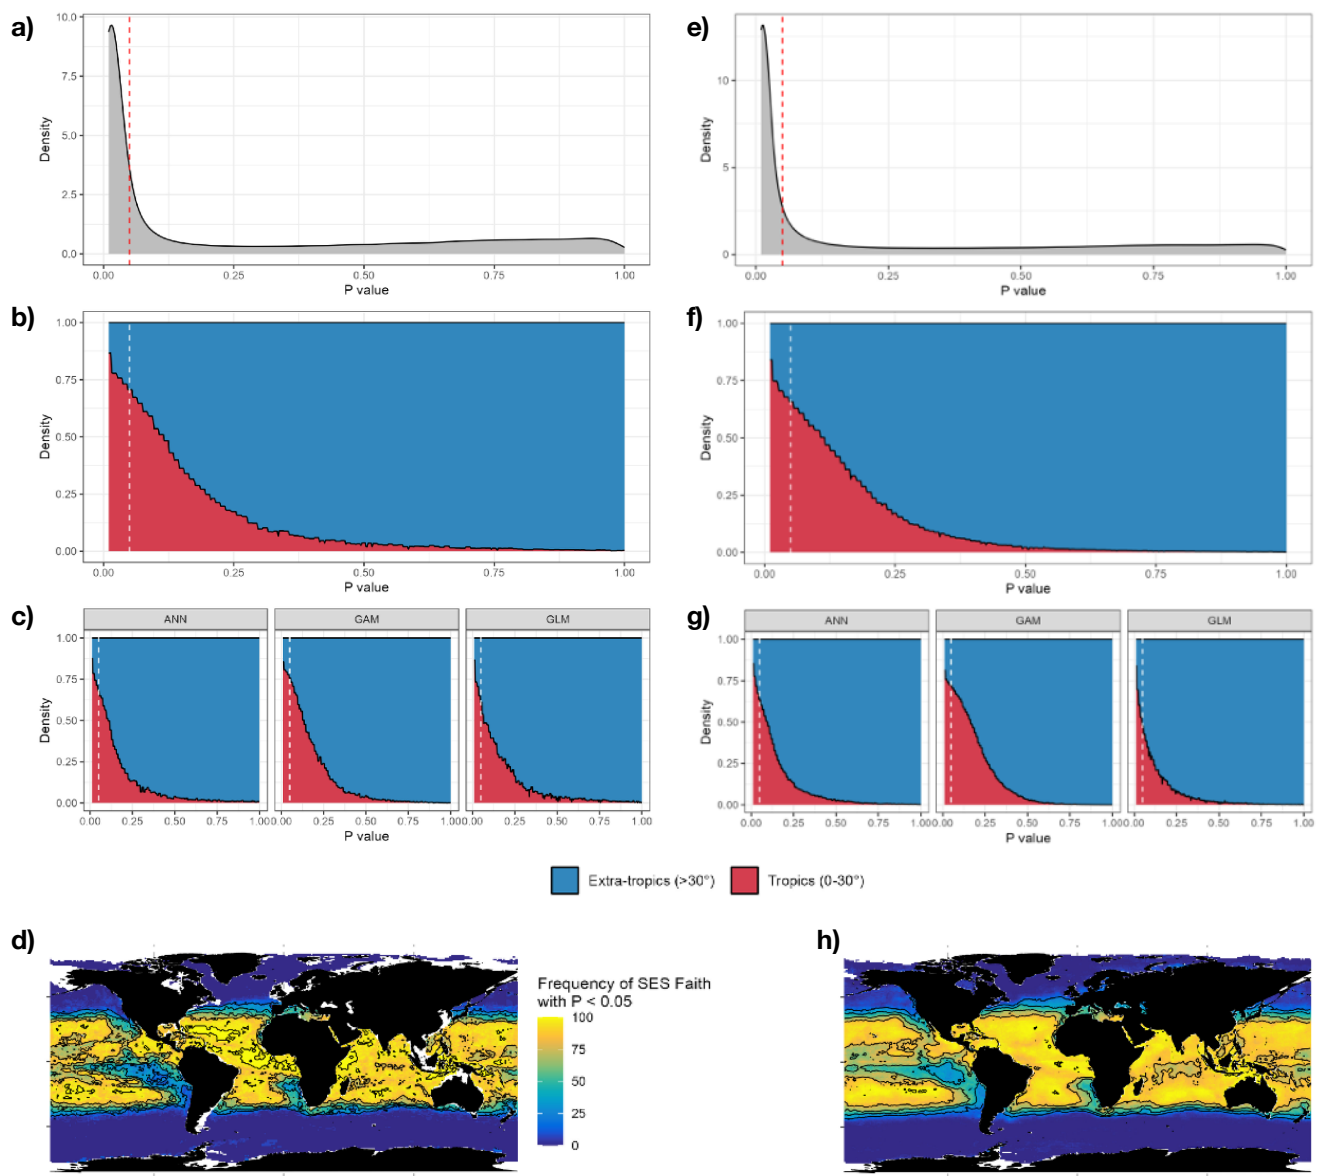 a)
10.0
7.5
5.0
2.5
0.0
Density
0.00 0.25 0.50 0.75 1.00
P value
e)
10
5
0
Density
0.00 0.25 0.50 0.75 1.00
P value
b)
1.00
0.75
0.50
0.25
0.00
Density
0.00 0.25 0.50 0.75 1.00
P value
f)
1.00
0.75
0.50
0.25
0.00
Density
0.00 0.25 0.50 0.75 1.00
P value
c)
ANN GAM GLM
1.00
0.75
0.50
0.25
0.00
Density
0.00 0.25 0.50 0.75 1.000.00 0.25 0.50 0.75 1.000.00 0.25 0.50 0.75 1.00
P value
g)
ANN GAM GLM
1.00
0.75
0.50
0.25
0.00
Density
0.00 0.25 0.50 0.75 1.000.00 0.25 0.50 0.75 1.000.00 0.25 0.50 0.75 1.00
P value
Extra-tropics (>30°) Tropics (0-30°)
d)
Frequency of SES Faith
with P < 0.05
100
75
50
25
0
h)